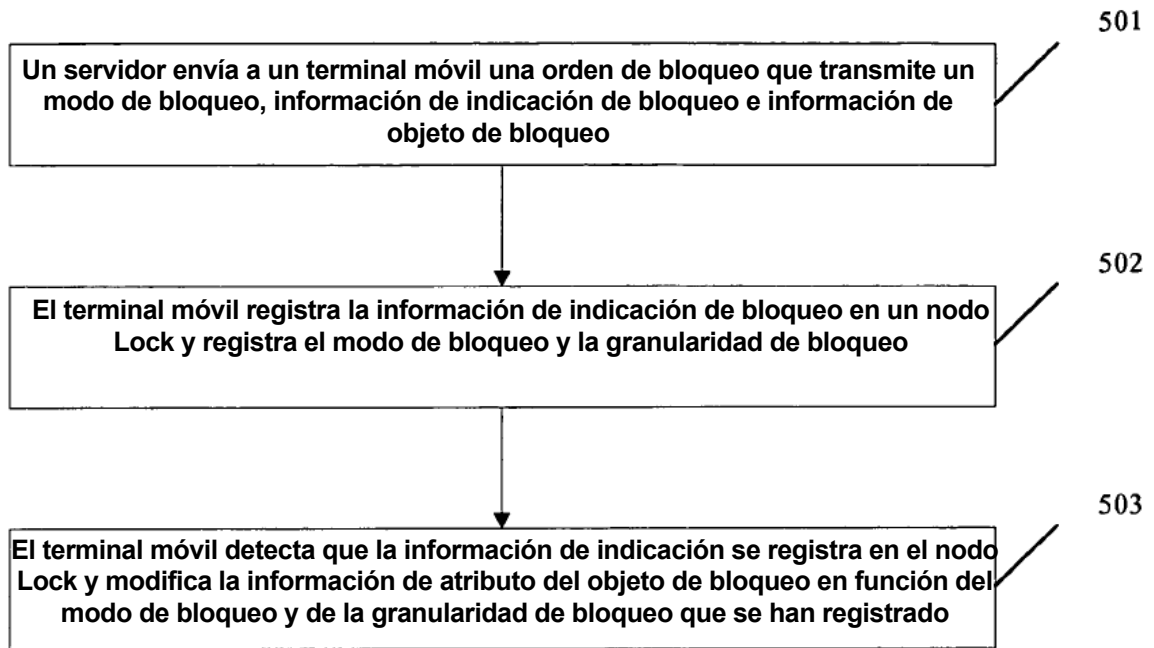 501
Un servidor envía a un terminal móvil una orden de bloqueo que transmite un
modo de bloqueo, información de indicación de bloqueo e información de
objeto de bloqueo
502
El terminal móvil registra la información de indicación de bloqueo en un nodo
Lock y registra el modo de bloqueo y la granularidad de bloqueo
503
El terminal móvil detecta que la información de indicación se registra en el nodo
Lock y modifica la información de atributo del objeto de bloqueo en función del
modo de bloqueo y de la granularidad de bloqueo que se han registrado